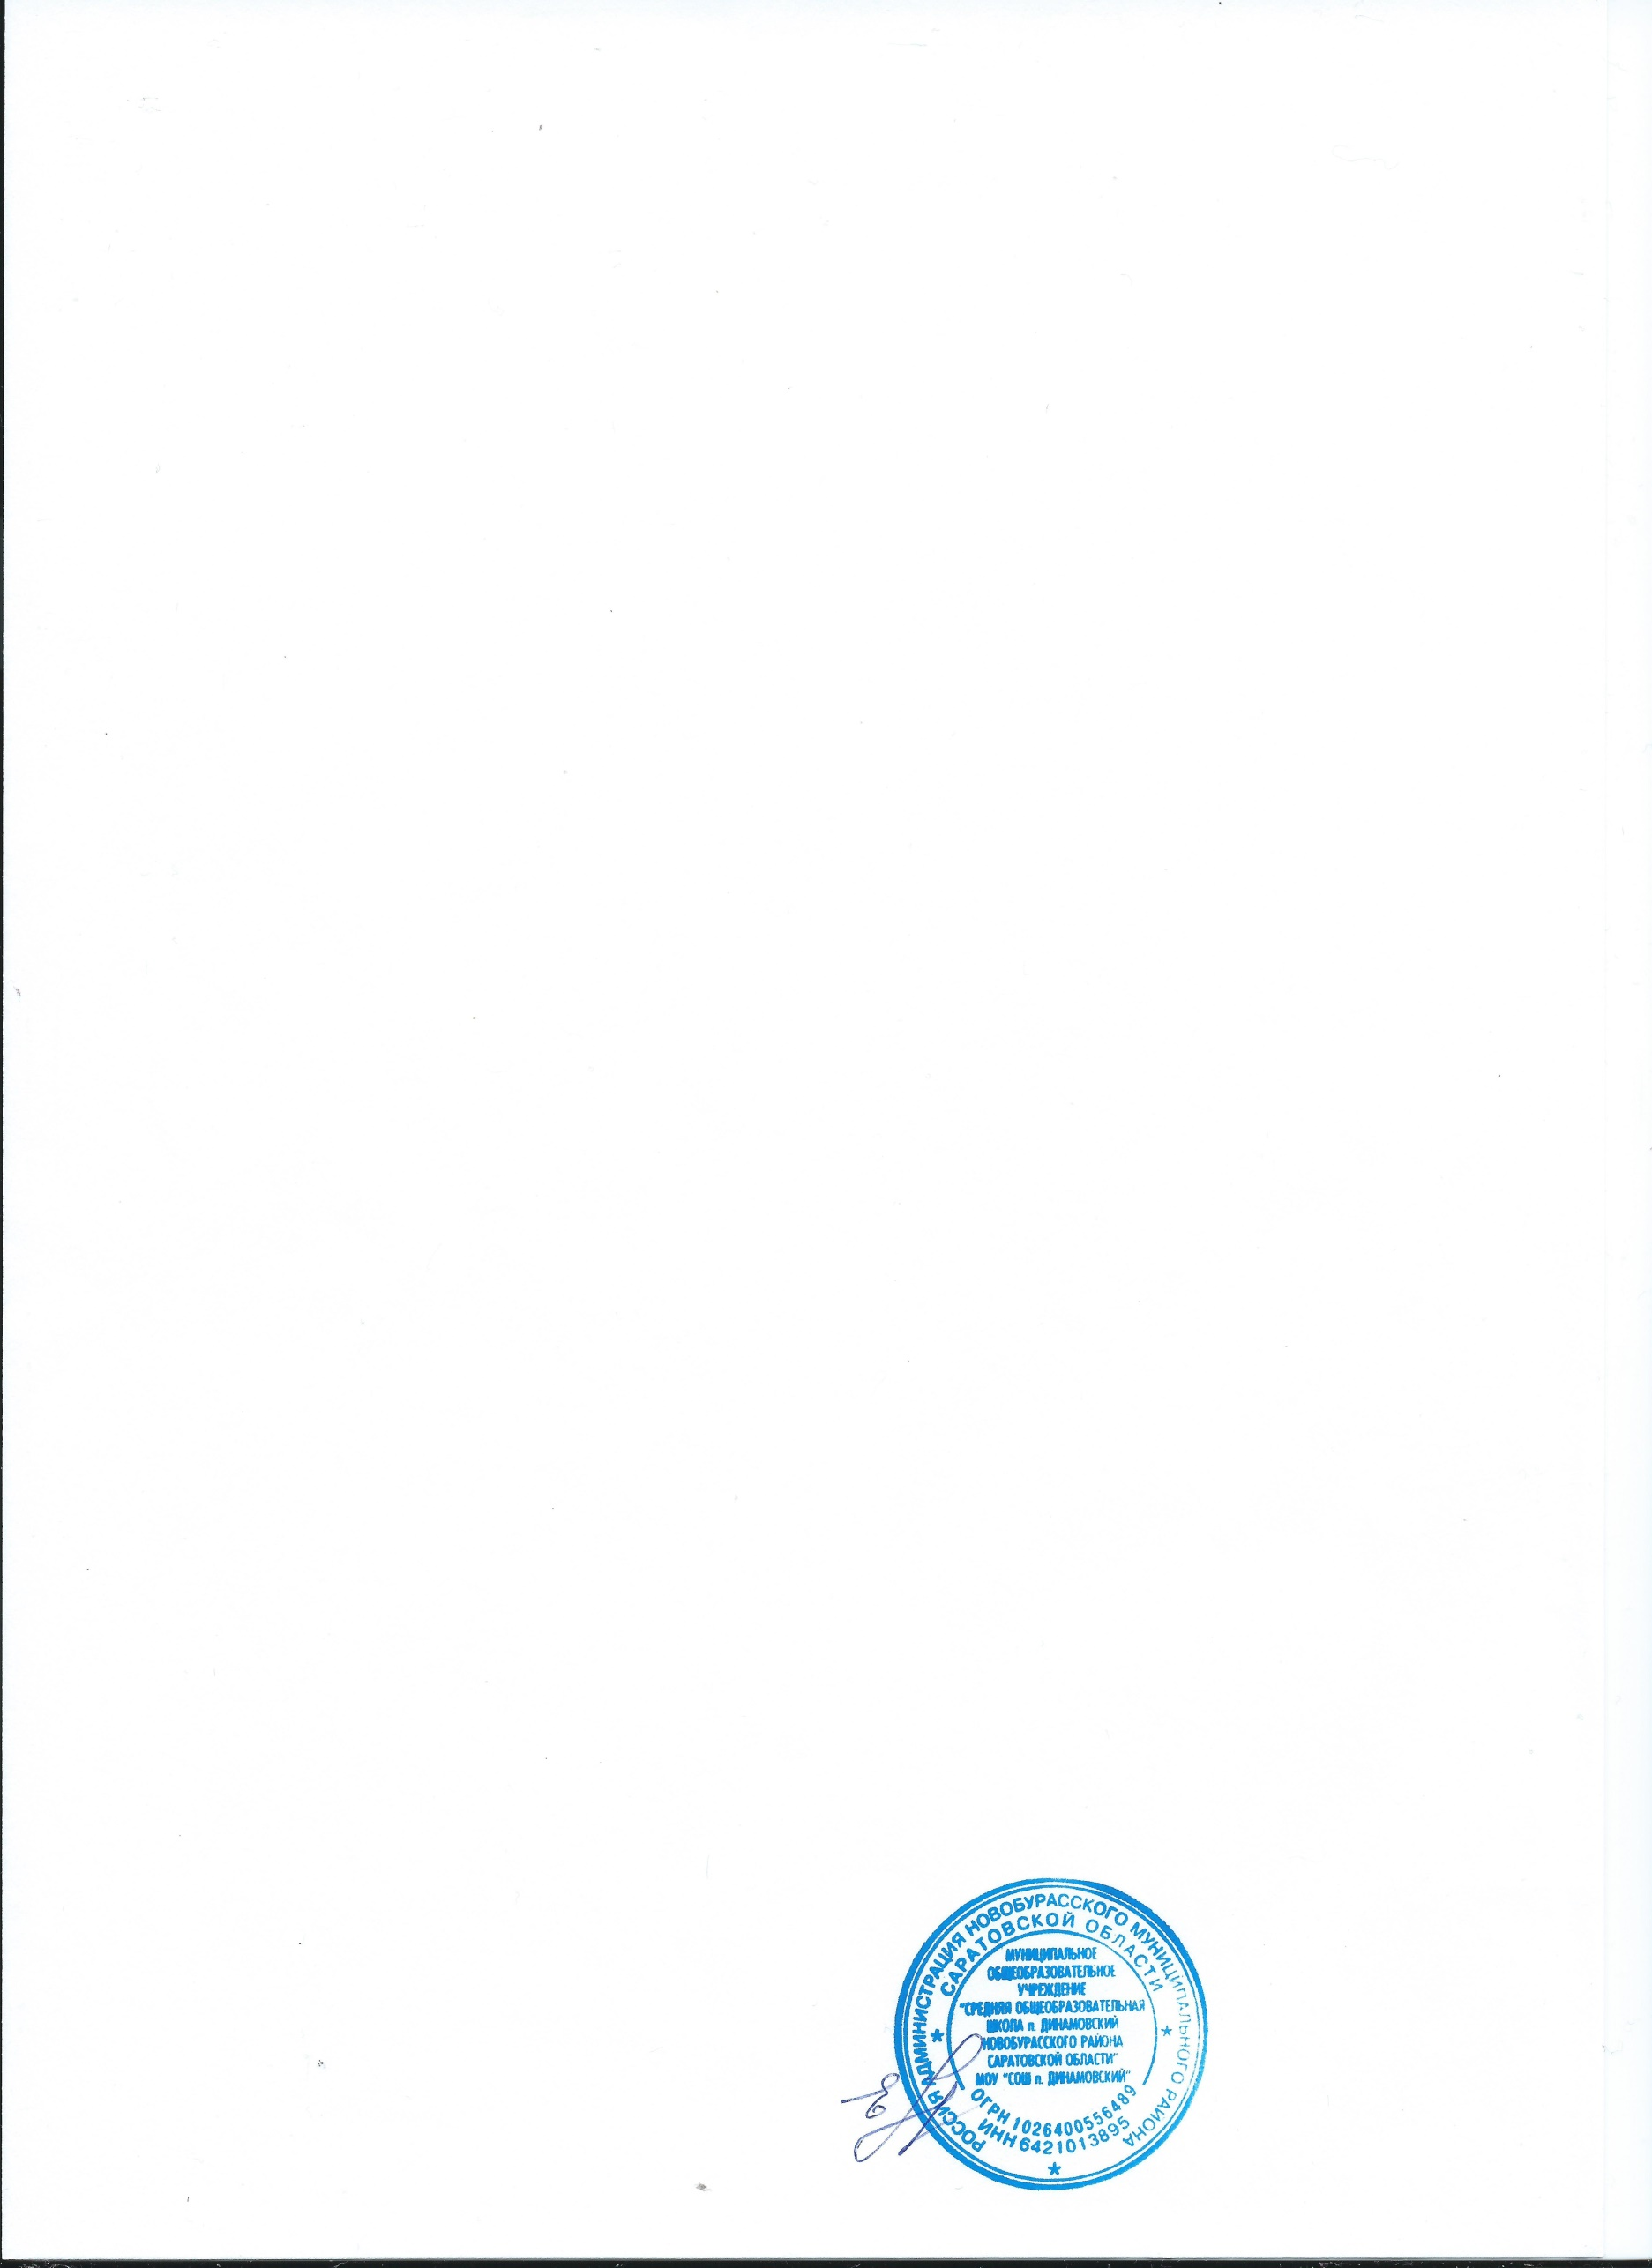 РОССИЯ АДМИНИСТРАЦИЯ НОВОБУРАССКОГО МУНИЦИПАЛЬНОГО РАЙОНА
САРАТОВСКОЙ ОБЛАСТИ
МУНИЦИПАЛЬНОЕ
ОБЩЕОБРАЗОВАТЕЛЬНОЕ
УЧРЕЖДЕНИЕ
"СРЕДНЯЯ ОБЩЕОБРАЗОВАТЕЛЬНАЯ
ШКОЛА п. ДИНАМОВСКИЙ
НОВОБУРАССКОГО РАЙОНА
САРАТОВСКОЙ ОБЛАСТИ"
МОУ "СОШ п. ДИНАМОВСКИЙ"
ОГРН 1026400556489
ИНН 6421013895